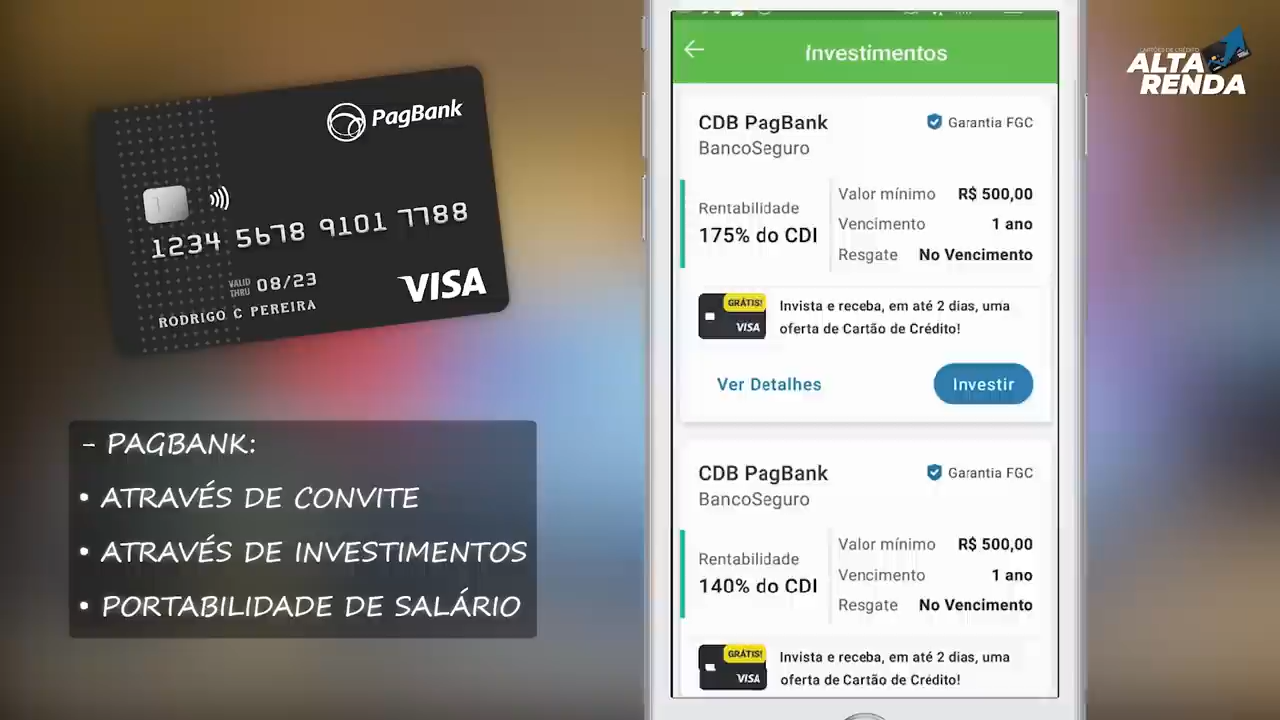 PagBank
1234 5678 9101 7788
VALID THRU 08/23
RODRIGO C PEREIRA
VISA
- PAGBANK:
• ATRAVÉS DE CONVITE
• ATRAVÉS DE INVESTIMENTOS
• PORTABILIDADE DE SALÁRIO
Investimentos
CDB PagBank
Garantia FGC
BancoSeguro
Rentabilidade
175% do CDI
Valor mínimo R$ 500,00
Vencimento 1 ano
Resgate No Vencimento
GRÁTIS!
VISA
Invista e receba, em até 2 dias, uma
oferta de Cartão de Crédito!
Ver Detalhes
Investir
CDB PagBank
Garantia FGC
BancoSeguro
Rentabilidade
140% do CDI
Valor mínimo R$ 500,00
Vencimento 1 ano
Resgate No Vencimento
GRÁTIS!
VISA
Invista e receba, em até 2 dias, uma
oferta de Cartão de Crédito!
CARTÕES DE CRÉDITO
ALTA
RENDA